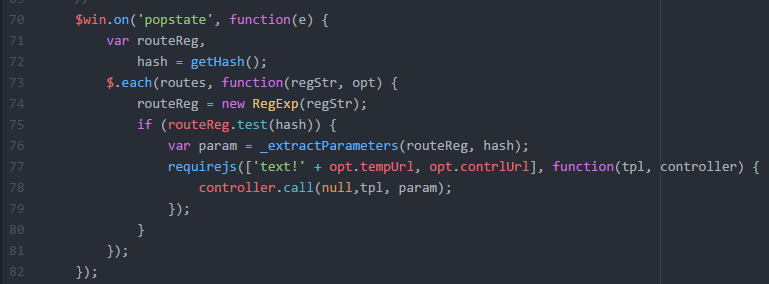 70 $win.on('popstate', function(e) {
71 var routeReg,
72 hash = getHash();
73 $.each(routes, function(regStr, opt) {
74 routeReg = new RegExp(regStr);
75 if (routeReg.test(hash)) {
76 var param = _extractParameters(routeReg, hash);
77 requirejs(['text!' + opt.tempUrl, opt.contrlUrl], function(tpl, controller) {
78 controller.call(null,tpl, param);
79 });
80 }
81 });
82 });